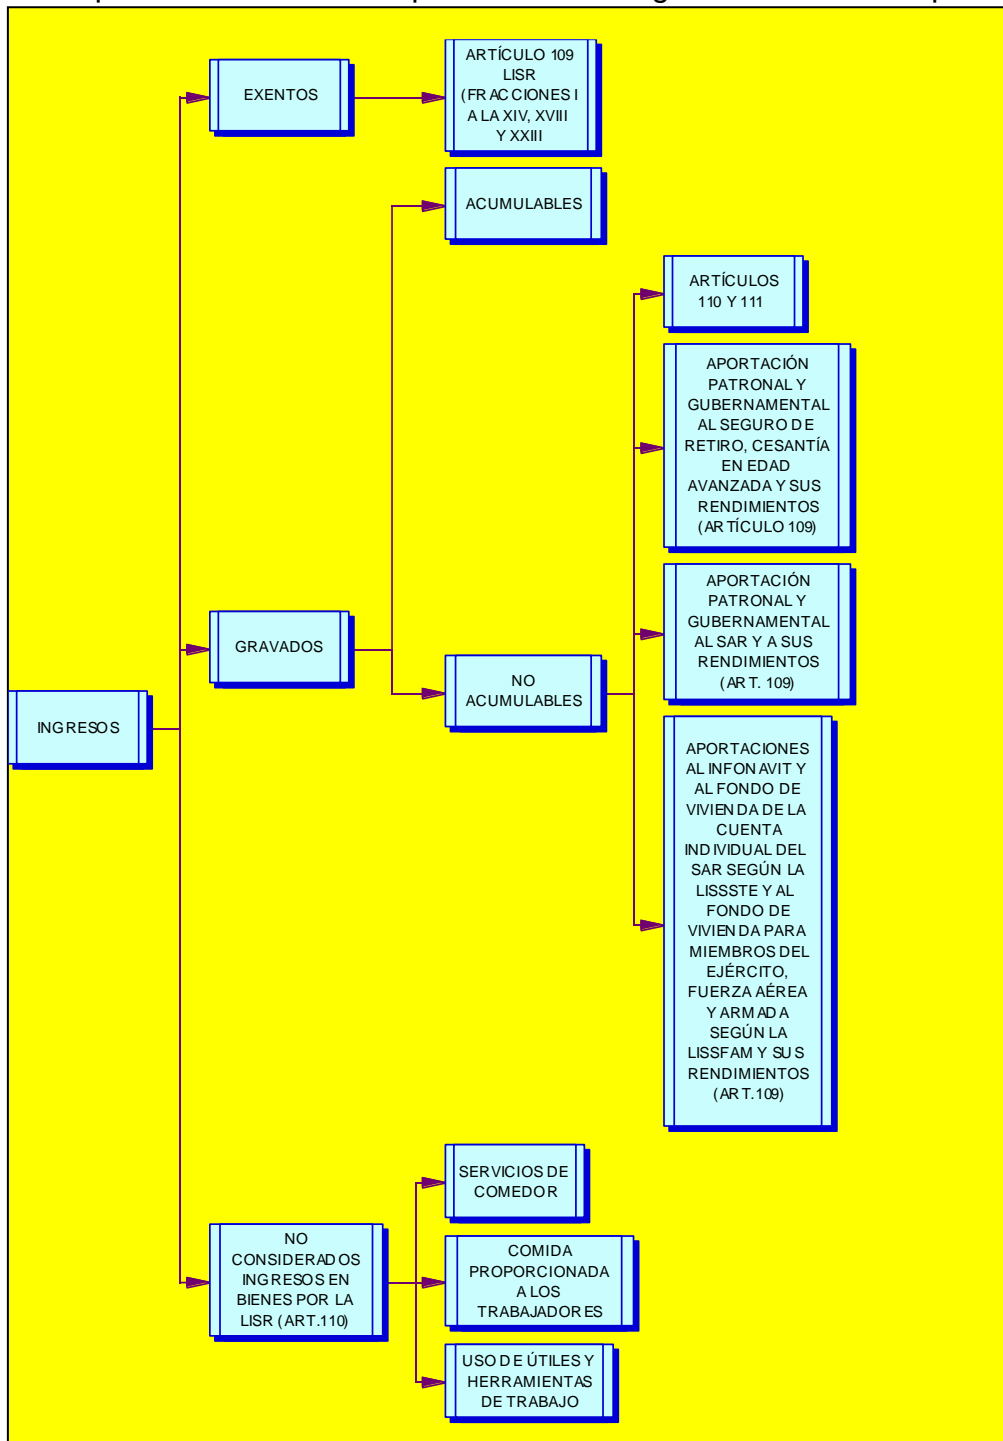 EXENTOS
ARTÍCULO 109
LISR
(FRACCIONES I
A LA XIV, XVIII
Y XXIII
ACUMULABLES
ARTÍCULOS
110 Y 111
APORTACIÓN
PATRONAL Y
GUBERNAMENTAL
AL SEGURO DE
RETIRO, CESANTÍA
EN EDAD
AVANZADA Y SUS
RENDIMIENTOS
(ARTÍCULO 109)
APORTACIÓN
PATRONAL Y
GUBERNAMENTAL
AL SAR Y A SUS
RENDIMIENTOS
(ART. 109)
GRAVADOS
NO
ACUMULABLES
INGRESOS
APORTACIONES
AL INFONAVIT Y
AL FONDO DE
VIVIENDA DE LA
CUENTA
INDIVIDUAL DEL
SAR SEGÚN LA
LISSSTE Y AL
FONDO DE
VIVIENDA PARA
MIEMBROS DEL
EJÉRCITO,
FUERZA AÉREA
Y ARMADA
SEGÚN LA
LISSFAM Y SUS
RENDIMIENTOS
(ART.109)
NO
CONSIDERADOS
INGRESOS EN
BIENES POR LA
LISR (ART.110)
SERVICIOS DE
COMEDOR
COMIDA
PROPORCIONADA
A LOS
TRABAJADORES
USO DE ÚTILES Y
HERRAMIENTAS
DE TRABAJO